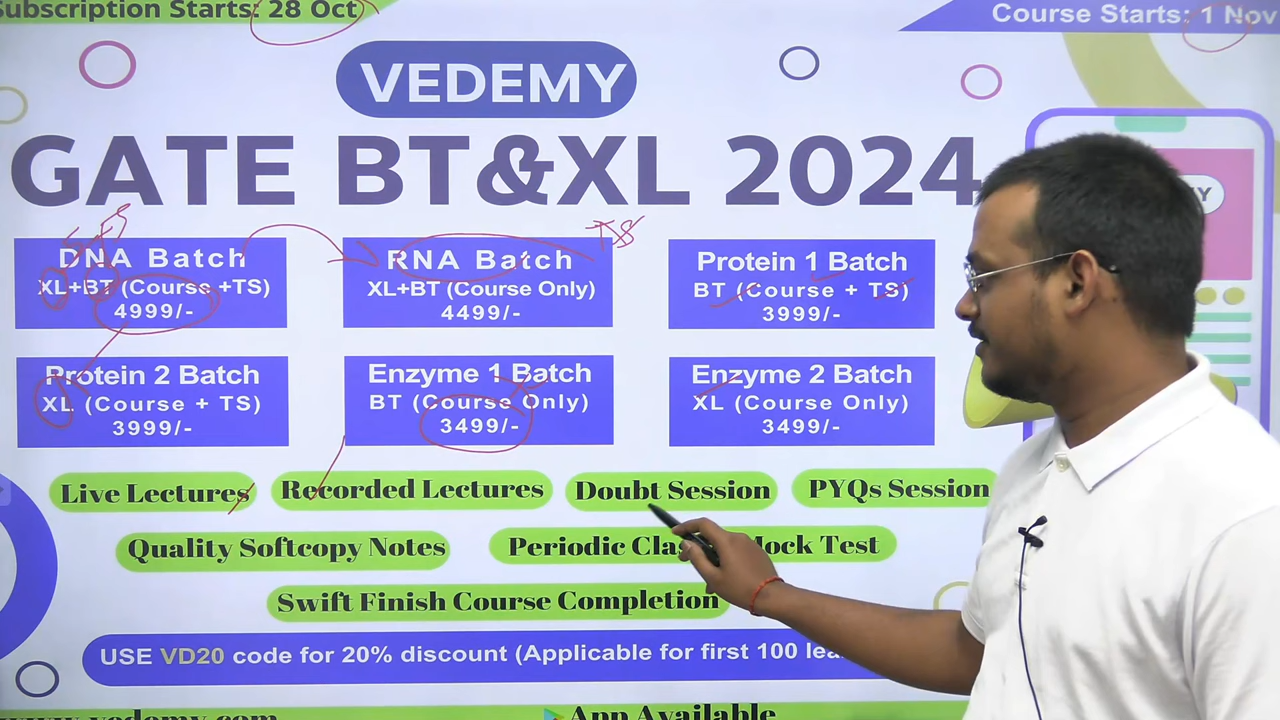 Subscription Starts: 28 Oct
Course Starts: 1 Nov
VEDEMY
GATE BT&XL 2024
DNA Batch
XL+BT (Course +TS)
4999/-
RNA Batch
XL+BT (Course Only)
4499/-
TS
Protein 1 Batch
BT (Course + TS)
3999/-
Protein 2 Batch
XL (Course + TS)
3999/-
Enzyme 1 Batch
BT (Course Only)
3499/-
Enzyme 2 Batch
XL (Course Only)
3499/-
Live Lectures
Recorded Lectures
Doubt Session
PYQs Session
Quality Softcopy Notes
Periodic Mock Test
Swift Finish Course Completion
USE VD20 code for 20% discount (Applicable for first 100
www.vedemy.com
App Available